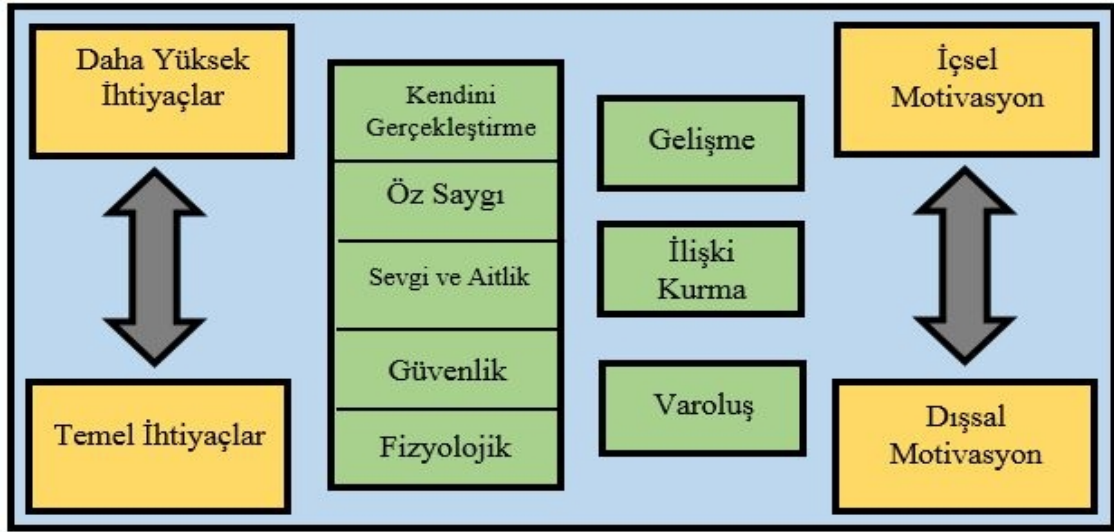 Daha Yüksek
İhtiyaçlar
Temel İhtiyaçlar
Kendini
Gerçekleştirme
Öz Saygı
Sevgi ve Aitlik
Güvenlik
Fizyolojik
Gelişme
İlişki
Kurma
Varoluş
İçsel
Motivasyon
Dışsal
Motivasyon